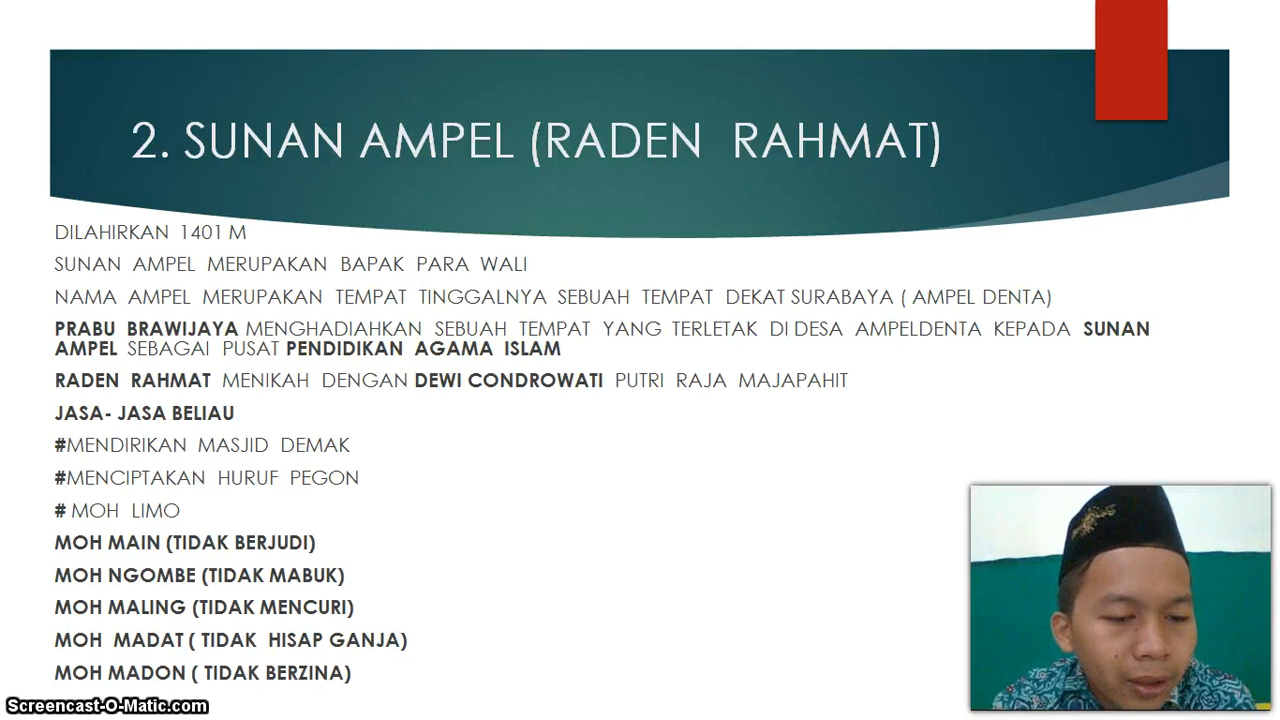 2. SUNAN AMPEL (RADEN RAHMAT)
DILAHIRKAN 1401 M
SUNAN AMPEL MERUPAKAN BAPAK PARA WALI
NAMA AMPEL MERUPAKAN TEMPAT TINGGALNYA SEBUAH TEMPAT DEKAT SURABAYA ( AMPEL DENTA)
PRABU BRAWIJAYA MENGHADIAHKAN SEBUAH TEMPAT YANG TERLETAK DI DESA AMPELDENTA KEPADA SUNAN
AMPEL SEBAGAI PUSAT PENDIDIKAN AGAMA ISLAM
RADEN RAHMAT MENIKAH DENGAN DEWI CONDROWATI PUTRI RAJA MAJAPAHIT
JASA- JASA BELIAU
#MENDIRIKAN MASJID DEMAK
#MENCIPTAKAN HURUF PEGON
# MOH LIMO
MOH MAIN (TIDAK BERJUDI)
MOH NGOMBE (TIDAK MABUK)
MOH MALING (TIDAK MENCURI)
MOH MADAT ( TIDAK HISAP GANJA)
MOH MADON ( TIDAK BERZINA)
Screencast-O-Matic.com